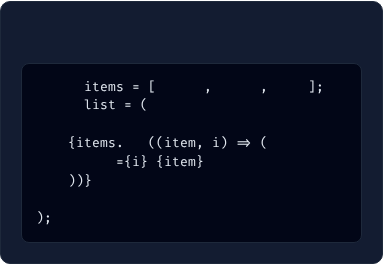 items = [ , , ];
list = (
{items. ((item, i) => (
={i} {item}
))}
);